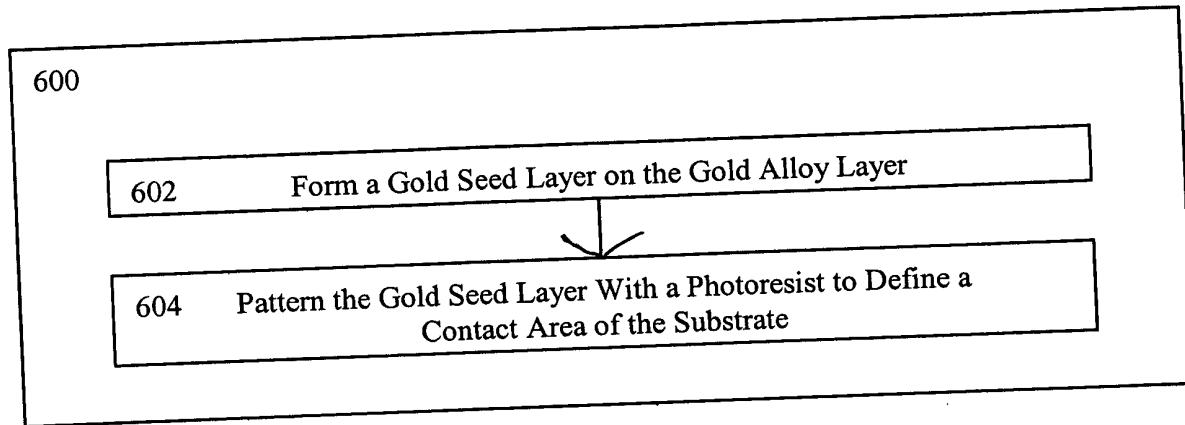 600
602 Form a Gold Seed Layer on the Gold Alloy Layer
604 Pattern the Gold Seed Layer With a Photoresist to Define a
Contact Area of the Substrate